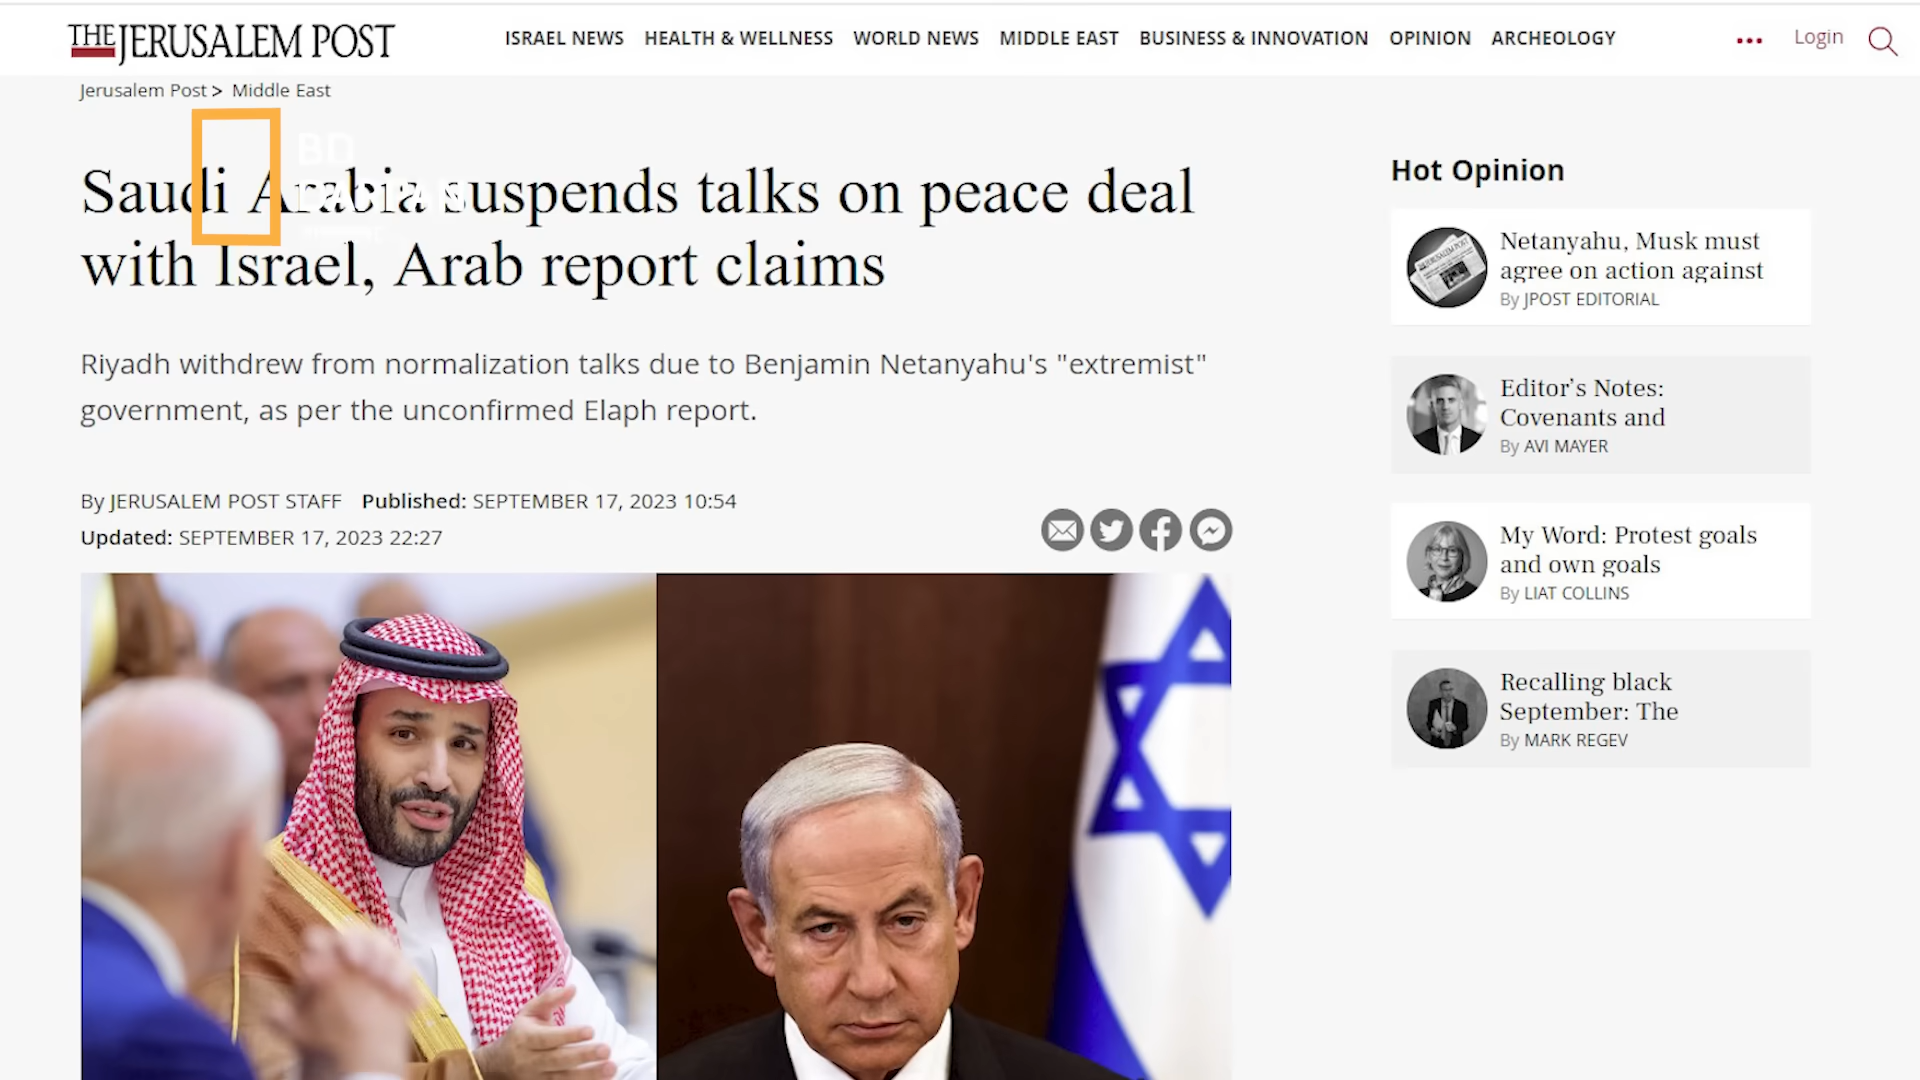 THE JERUSALEM POST
ISRAEL NEWS HEALTH & WELLNESS WORLD NEWS MIDDLE EAST BUSINESS & INNOVATION OPINION ARCHEOLOGY
Login
Jerusalem Post > Middle East
BD
Saudi Arabia suspends talks on peace deal
with Israel, Arab report claims
Riyadh withdrew from normalization talks due to Benjamin Netanyahu's "extremist"
government, as per the unconfirmed Elaph report.
By JERUSALEM POST STAFF Published: SEPTEMBER 17, 2023 10:54
Updated: SEPTEMBER 17, 2023 22:27
Hot Opinion
Netanyahu, Musk must
agree on action against
By JPOST EDITORIAL
Editor's Notes:
Covenants and
By AVI MAYER
My Word: Protest goals
and own goals
By LIAT COLLINS
Recalling black
September: The
By MARK REGEV